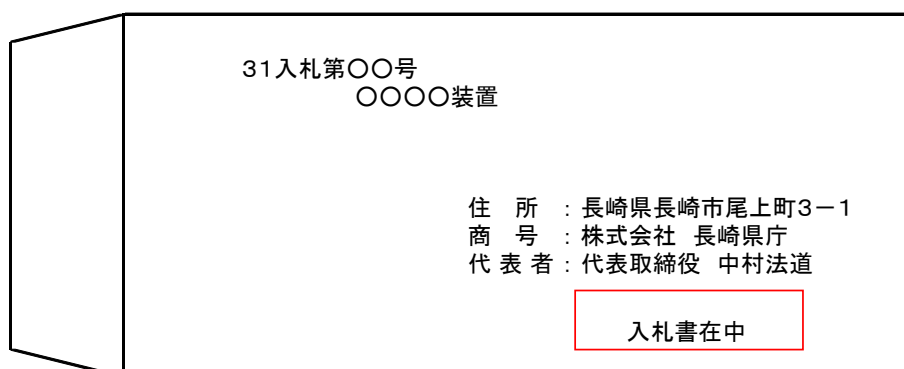 31入札第〇〇号
〇〇〇〇装置
住　所　：長崎県長崎市尾上町3－1
商　号　：株式会社　長崎県庁
代 表 者：代表取締役　中村法道
入札書在中